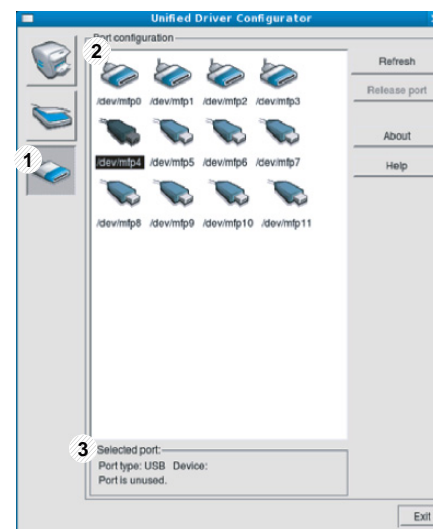 Unified Driver Configurator
Port configuration
2
/dev/mfp0 /dev/mfp1 /dev/mfp2 /dev/mfp3
/dev/mfp4 /dev/mfp5 /dev/mfp6 /dev/mfp7
/dev/mfp8 /dev/mfp9 /dev/mfp10 /dev/mfp11
1
Refresh
Release port
About
Help
3
Selected port:
Port type: USB Device:
Port is unused.
Exit